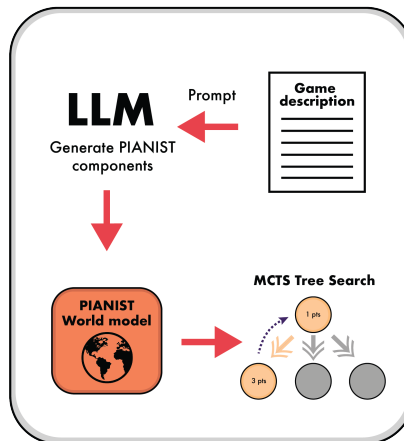 Game
description
Prompt
LLM
Generate PIANIST
components
PIANIST
World model
MCTS Tree Search
1 pts
3 pts